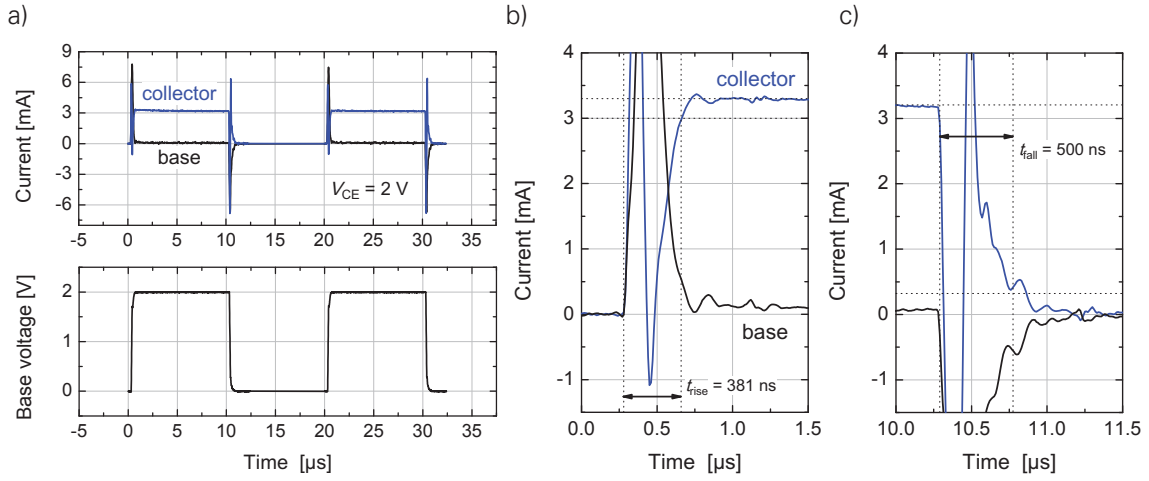 a)
9
6
3
0
-3
-6
Current [mA]
collector
base
V_CE = 2 V
-5 0 5 10 15 20 25 30 35
2
1
0
Base voltage [V]
-5 0 5 10 15 20 25 30 35
Time [µs]
b)
4
3
2
1
0
-1
Current [mA]
collector
base
t_rise = 381 ns
0.0 0.5 1.0 1.5
Time [µs]
c)
4
3
2
1
0
-1
Current [mA]
t_fall = 500 ns
10.0 10.5 11.0 11.5
Time [µs]